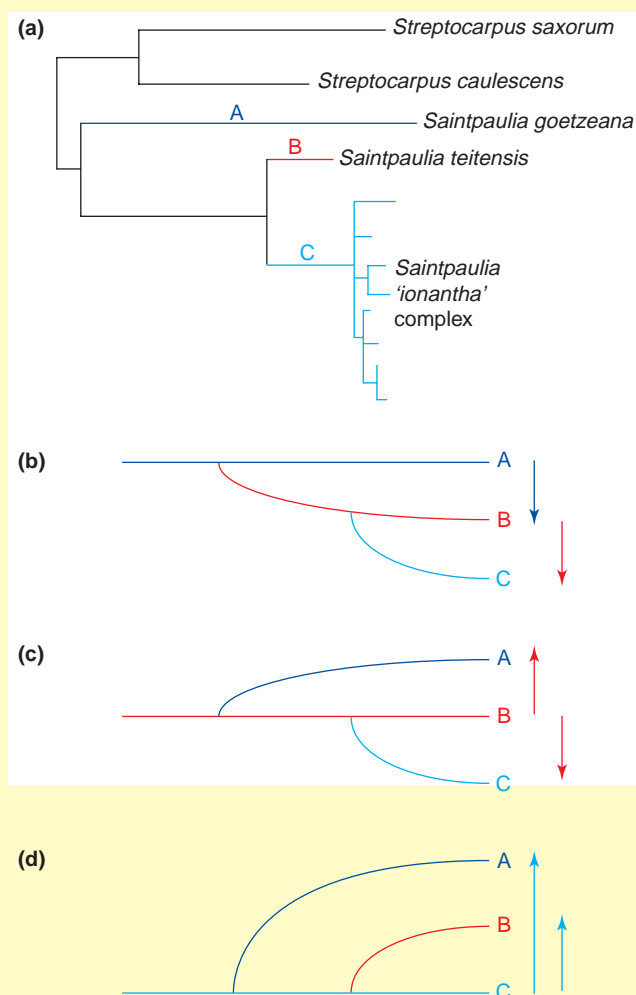 (a)
Streptocarpus saxorum
Streptocarpus caulescens
A
Saintpaulia goetzeana
B
Saintpaulia teitensis
C
Saintpaulia
'ionantha'
complex
(b)
A
B
C
(c)
A
B
C
(d)
A
B
C